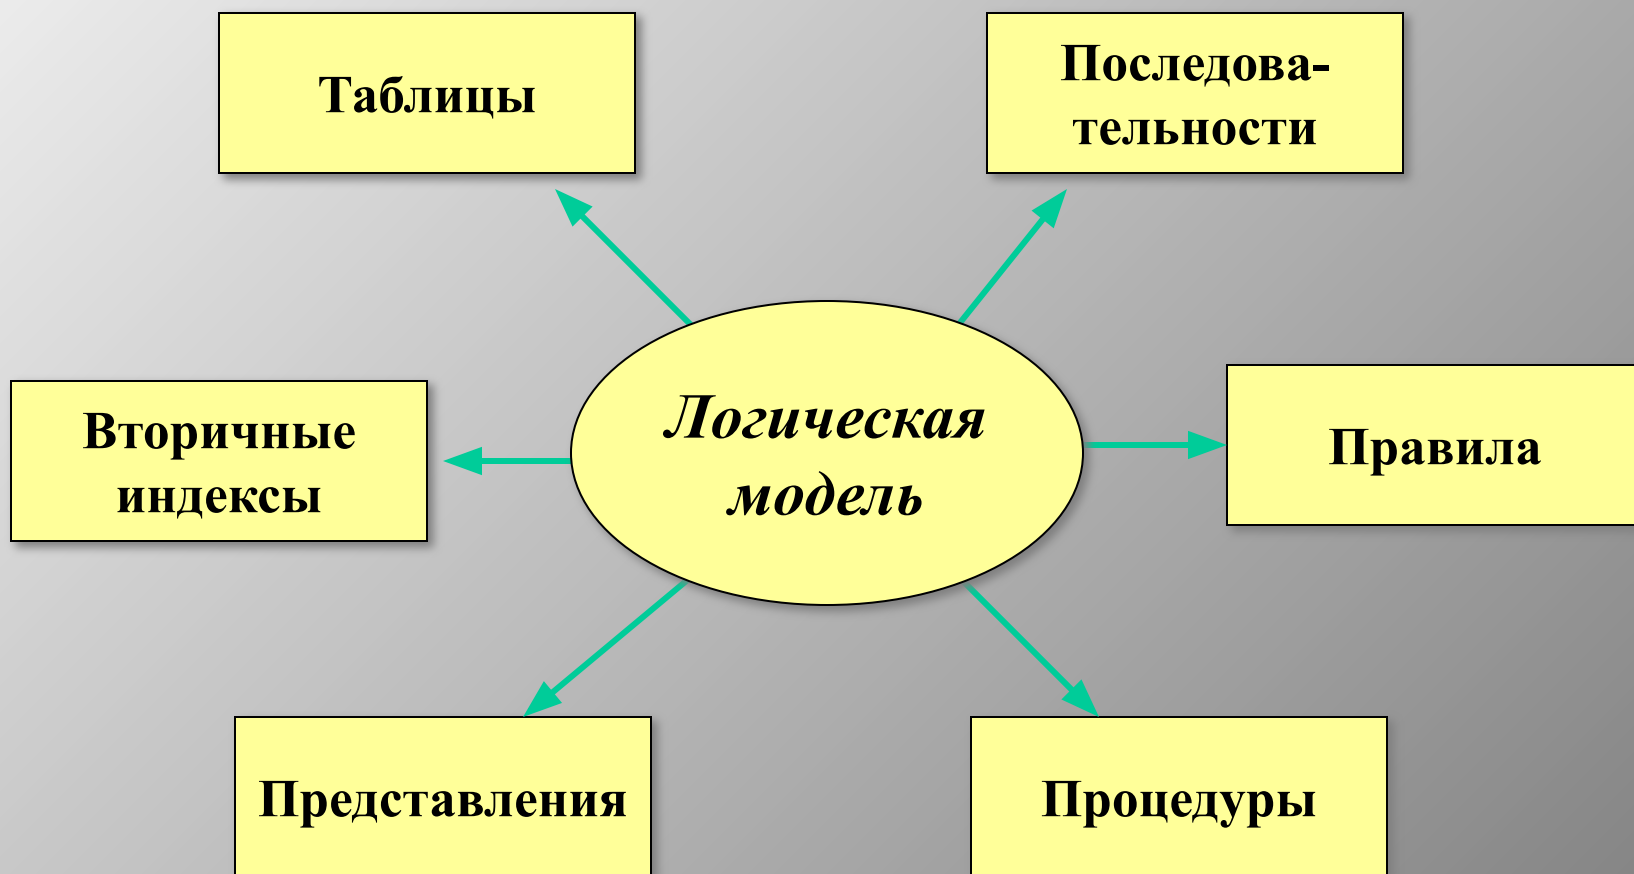 Таблицы
Последова-
тельности
Вторичные
индексы
Логическая
модель
Правила
Представления
Процедуры